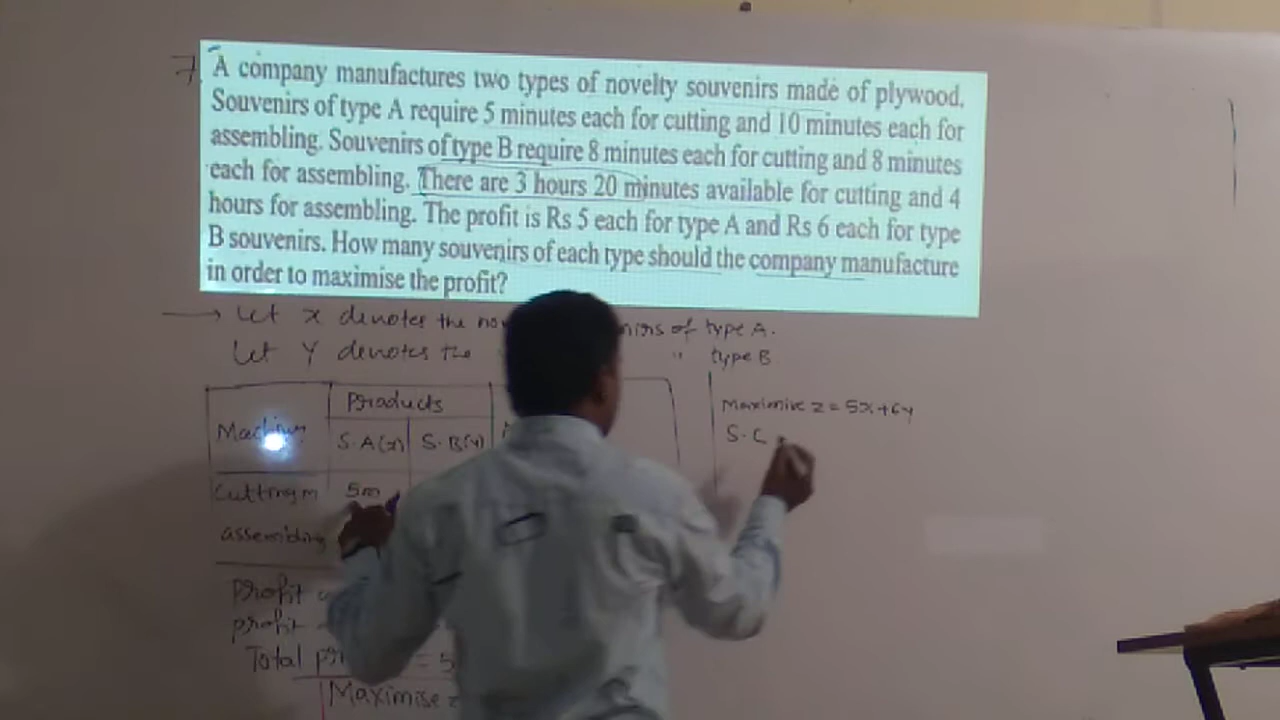 7.
A company manufactures two types of novelty souvenirs made of plywood.
Souvenirs of type A require 5 minutes each for cutting and 10 minutes each for
assembling. Souvenirs of type B require 8 minutes each for cutting and 8 minutes
each for assembling. There are 3 hours 20 minutes available for cutting and 4
hours for assembling. The profit is Rs 5 each for type A and Rs 6 each for type
B souvenirs. How many souvenirs of each type should the company manufacture
in order to maximise the profit?
→ Let x denotes the no of type A.
Let Y denotes the " type B
Products
S.A(x) S.B(y)
Cutting m 5m
assembling
Profit
profit
Total = 5
Maximise z
Maximise z = 5x+6y
S.C